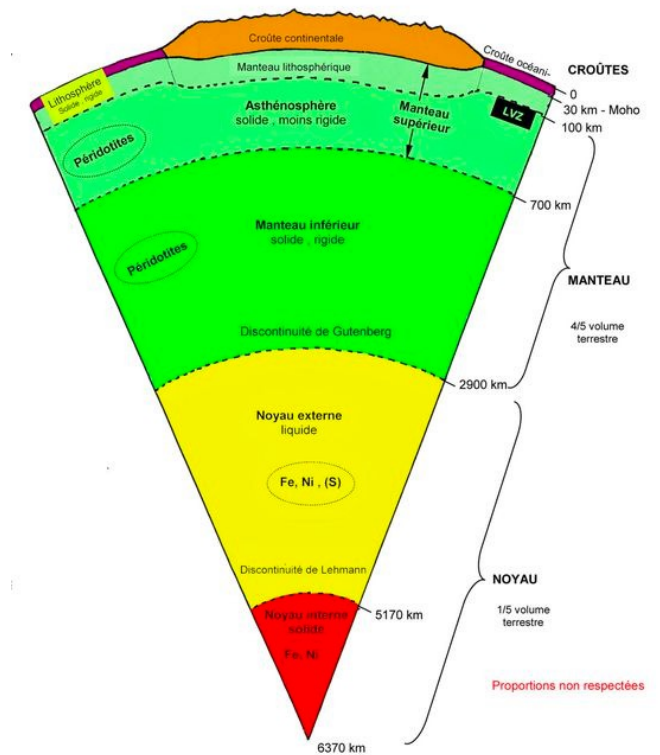 Croûte continentale
Croûte océani-
CROÛTES
Manteau lithosphérique
Lithosphère
Solide , rigide
0
30 km - Moho
Asthénosphère
solide , moins rigide
Manteau
supérieur
LVZ
100 km
Péridotites
700 km
Manteau inférieur
solide , rigide
Péridotites
MANTEAU
4/5 volume
terrestre
Discontinuité de Gutenberg
2900 km
Noyau externe
liquide
Fe, Ni , (S)
Discontinuité de Lehmann
NOYAU
1/5 volume
terrestre
5170 km
Noyau interne
solide
Fe, Ni
Proportions non respectées
6370 km